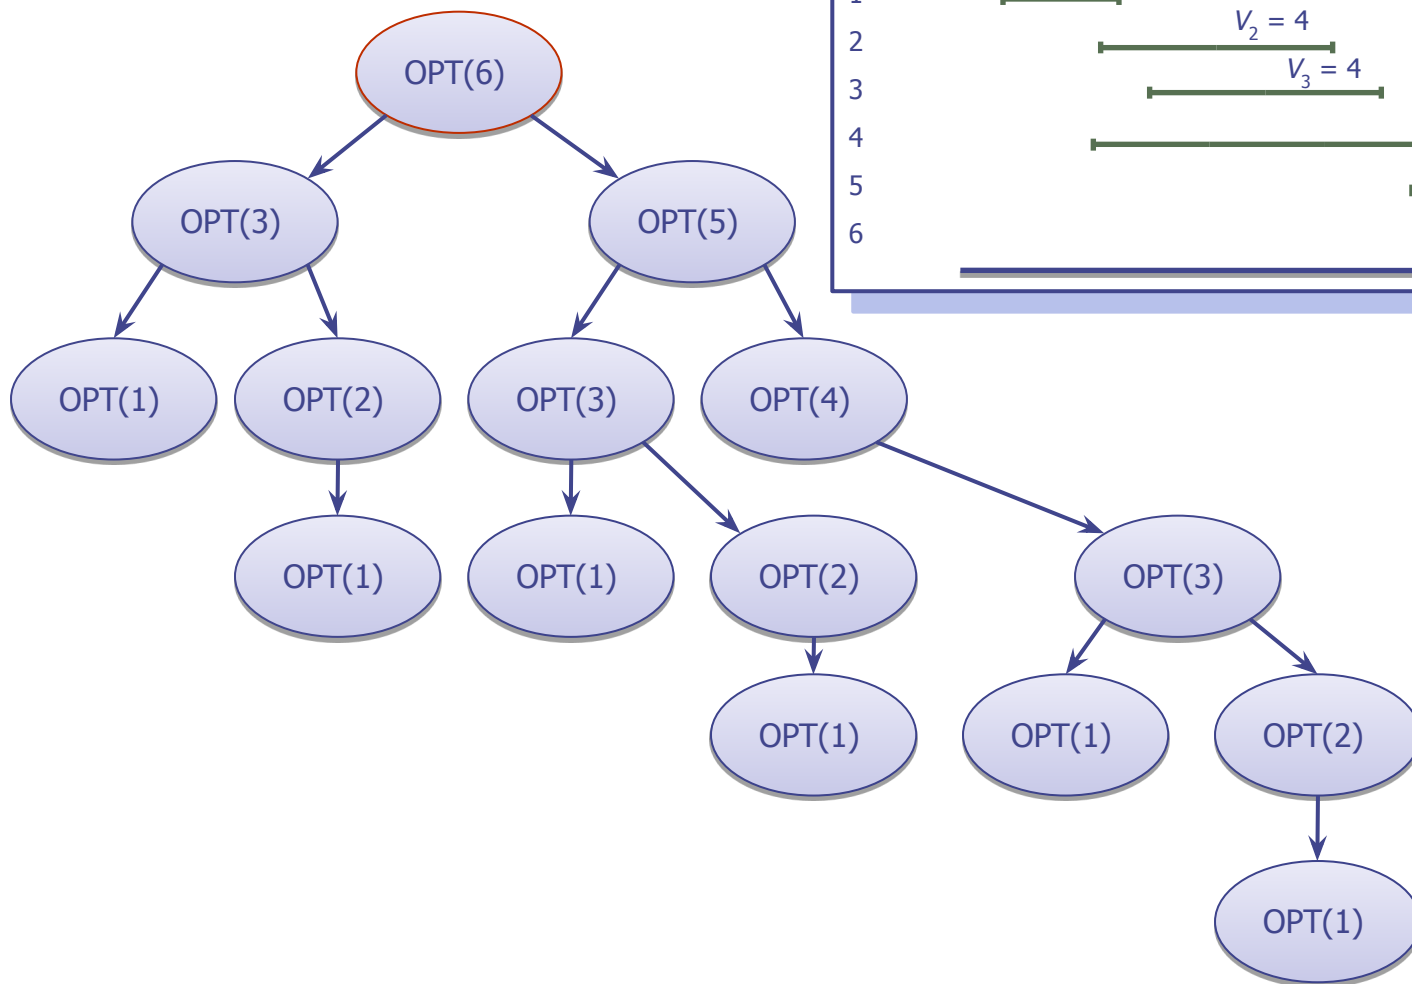 1
V2 = 4
2
V3 = 4
3
4
5
6
OPT(6)
OPT(3)
OPT(5)
OPT(1)
OPT(2)
OPT(3)
OPT(4)
OPT(1)
OPT(1)
OPT(2)
OPT(3)
OPT(1)
OPT(1)
OPT(2)
OPT(1)